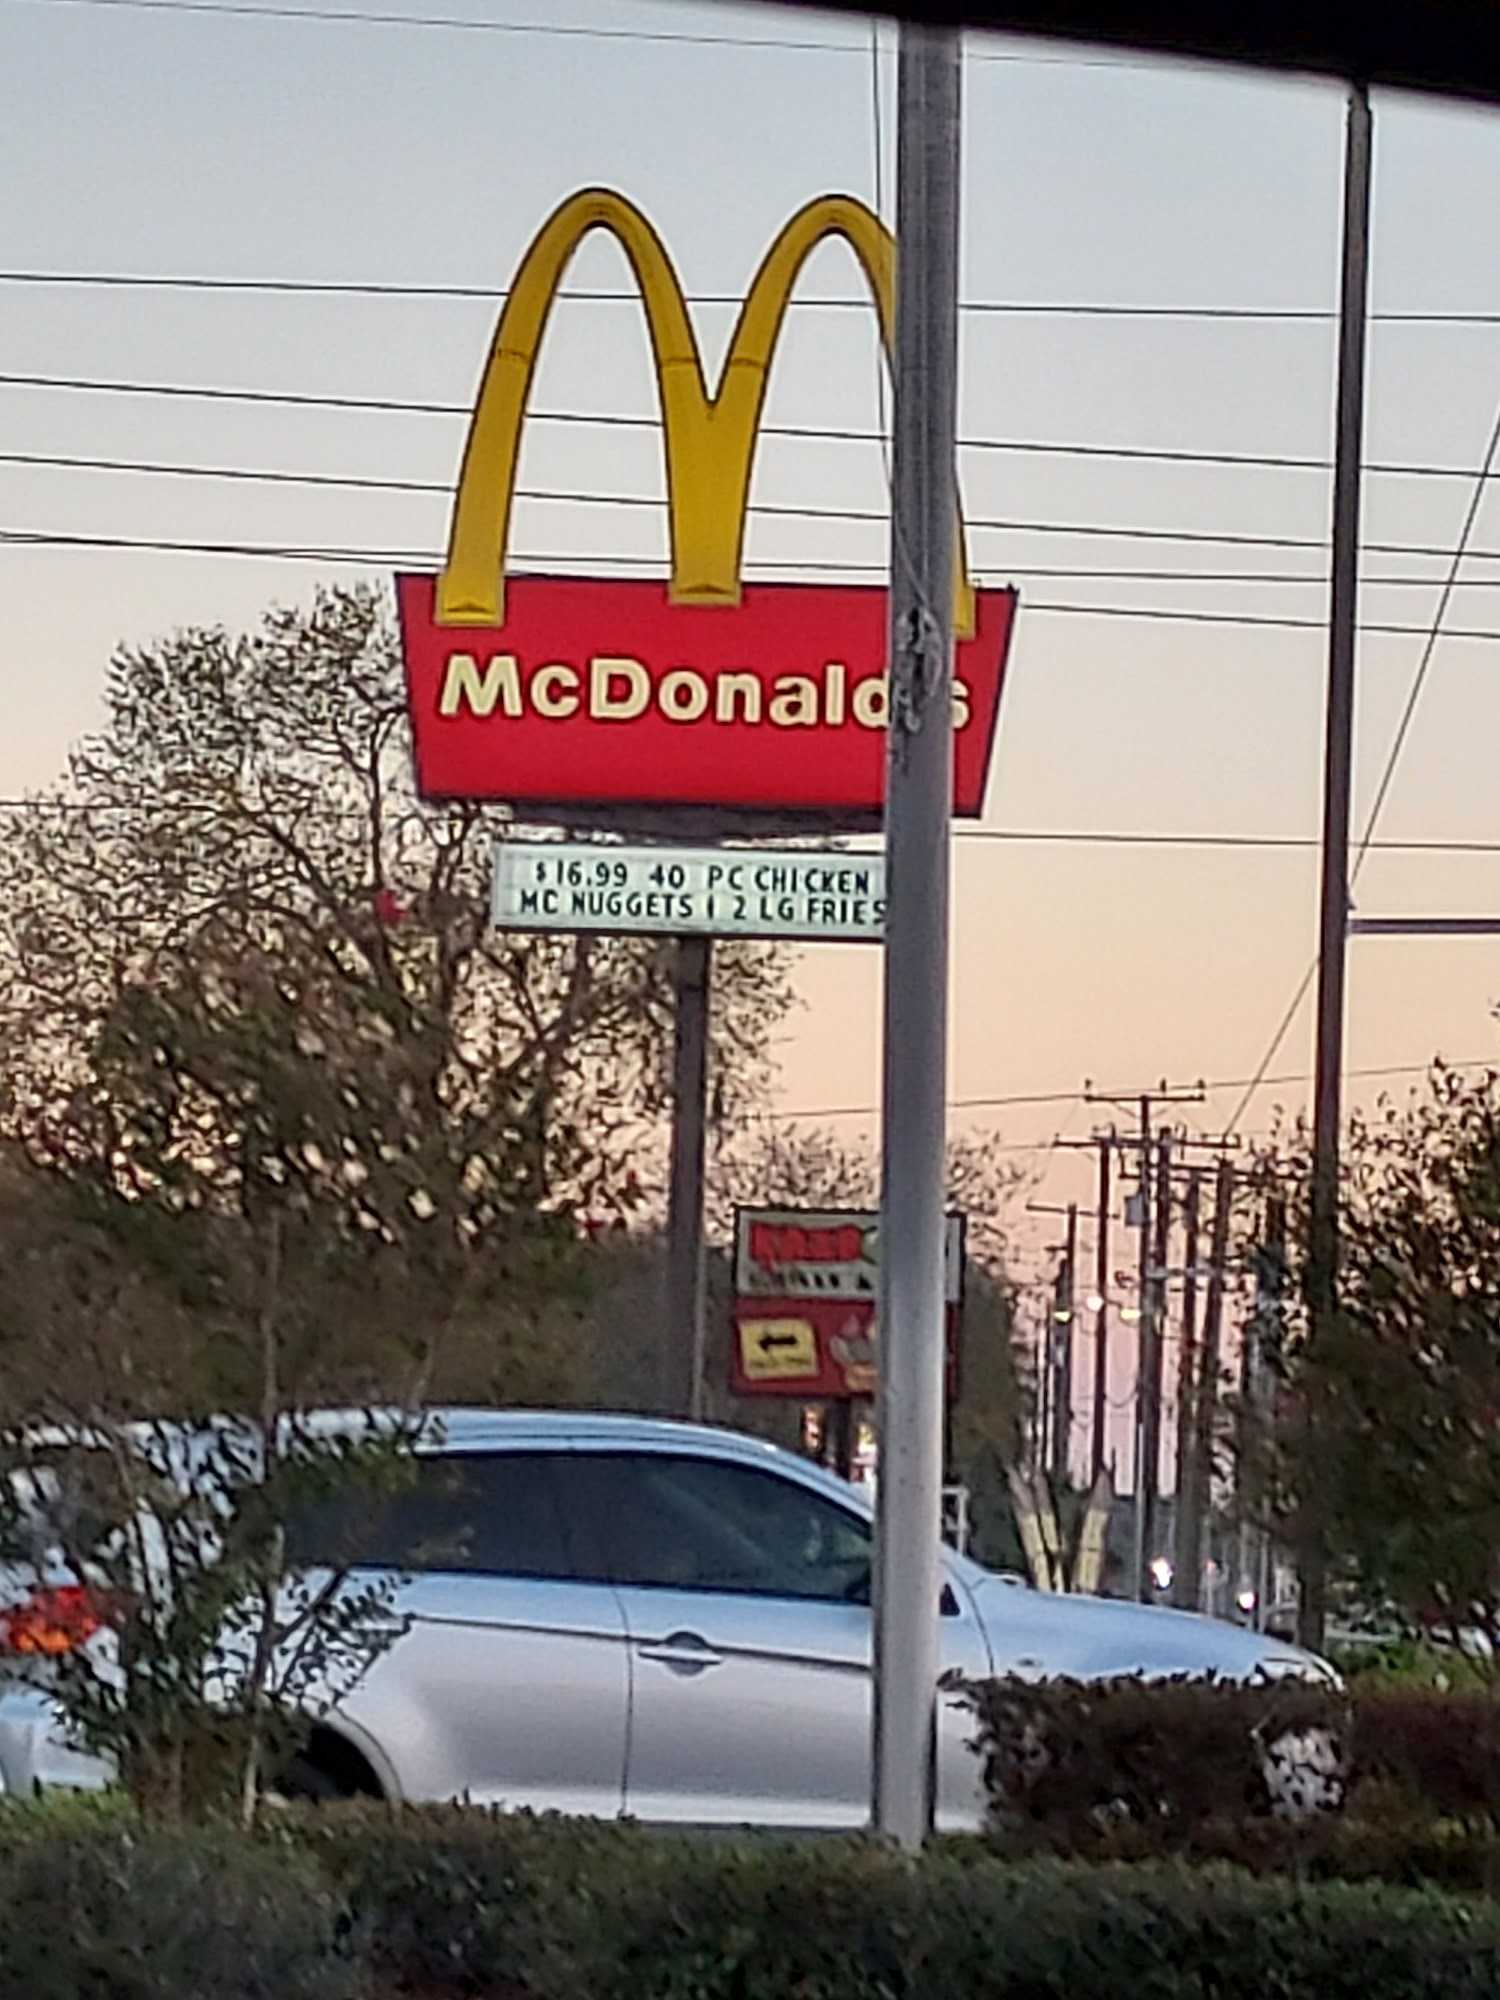 McDonald's
$16.99 40 PC CHICKEN
MC NUGGETS | 2 LG FRIES